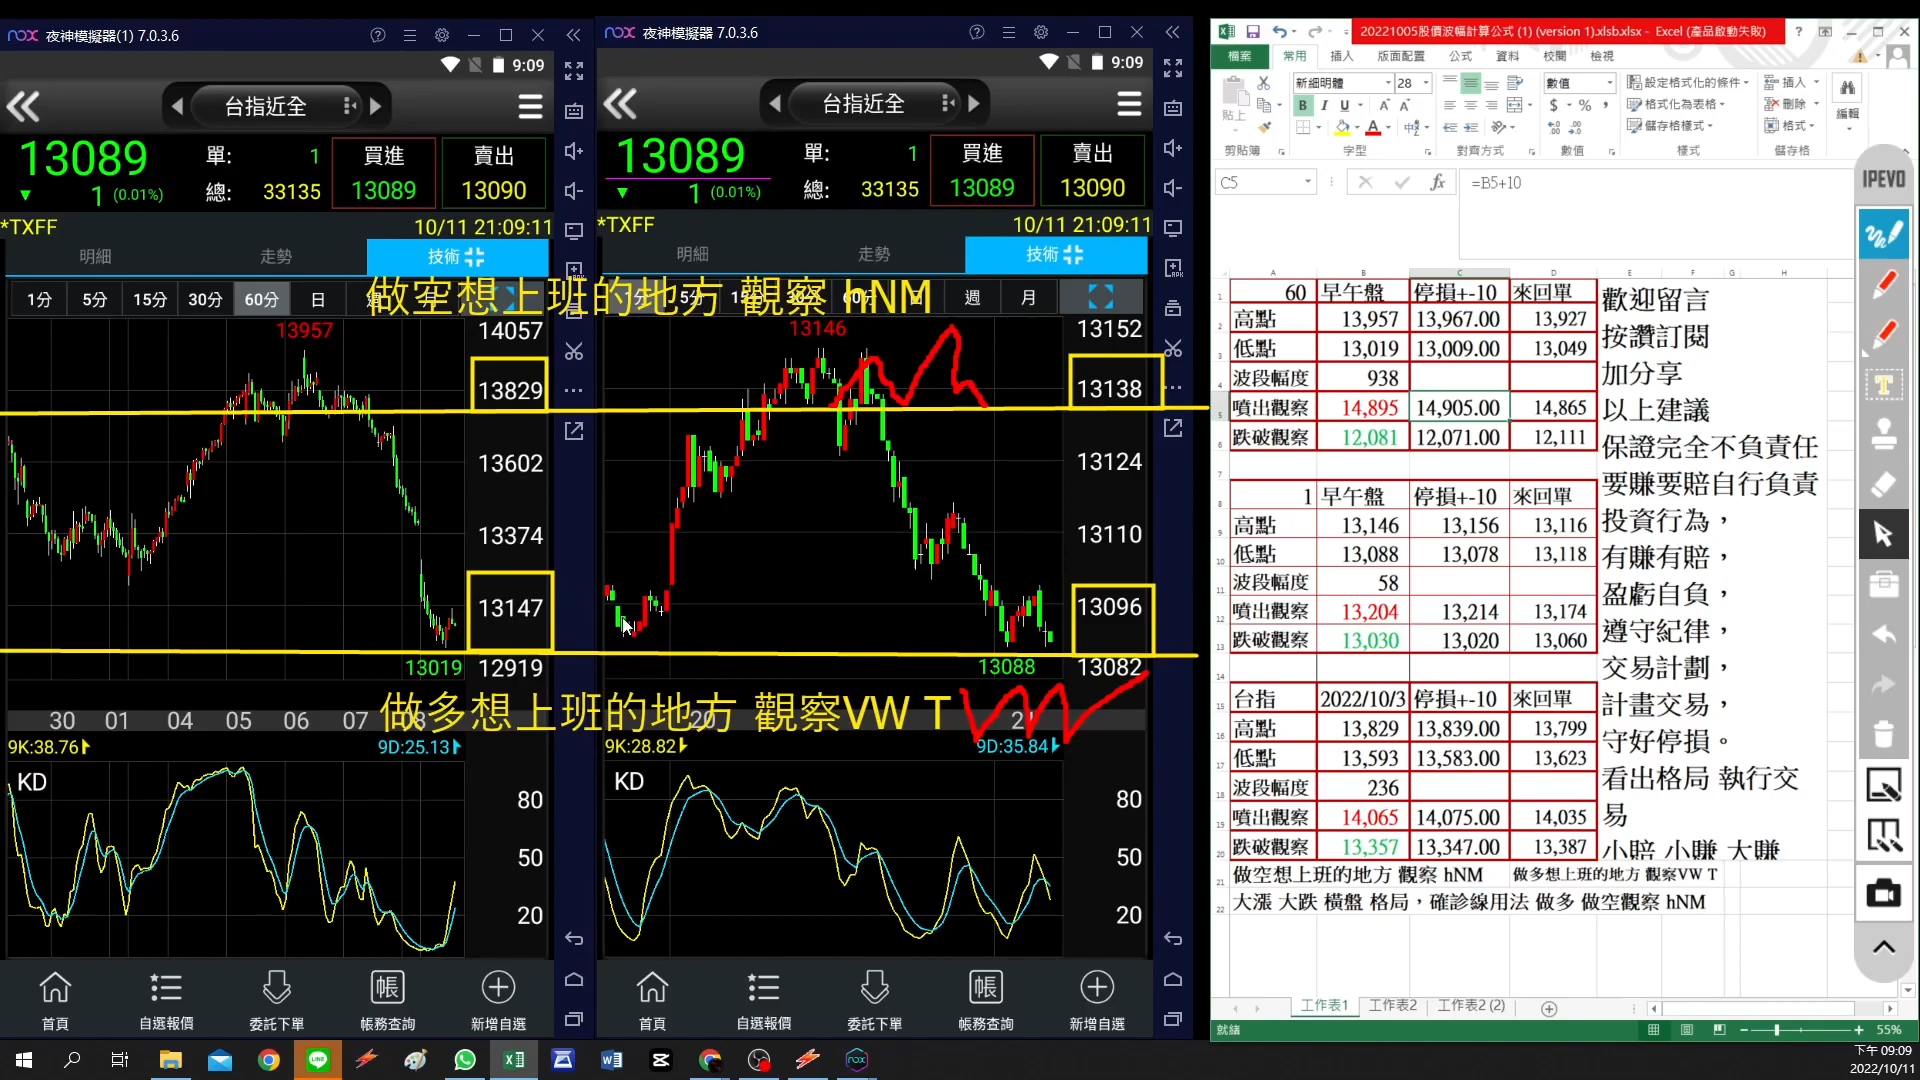 夜神模擬器(1) 7.0.3.6
9:09
台指近全
13089
1 (0.01%)
單: 1
總: 33135
買進
13089
賣出
13090
*TXFF
10/11 21:09:11
明細
走勢
技術
1分
5分
15分
30分
60分
日
13957
14057
13829
13602
13374
13147
12919
13019
30 01 04 05 06 07
9K:38.76
9D:25.13
KD
80
50
20
首頁
自選報價
委託下單
帳務查詢
新增自選
夜神模擬器 7.0.3.6
9:09
台指近全
13089
1 (0.01%)
單: 1
總: 33135
買進
13089
賣出
13090
*TXFF
10/11 21:09:11
明細
走勢
技術
週
月
13146
13152
13138
13124
13110
13096
13082
13088
9K:28.82
9D:35.84
KD
80
50
20
首頁
自選報價
委託下單
帳務查詢
新增自選
做空想上班的地方 觀察 hNM
做多想上班的地方 觀察VW T
20221005股價波幅計算公式 (1) (version 1).xlsb.xlsx - Excel (產品啟動失敗)
檔案 常用 插入 版面配置 公式 資料 校閱 檢視
貼上
新細明體 28
數值
設定格式化的條件
格式化為表格
儲存格樣式
插入
刪除
格式
編輯
剪貼簿 字型 對齊方式 數值 樣式 儲存格
C5
=B5+10
IPEVO
A B C D E F G H
60 早午盤 停損+-10 來回單
高點 13,957 13,967.00 13,927
低點 13,019 13,009.00 13,049
波段幅度 938
噴出觀察 14,895 14,905.00 14,865
跌破觀察 12,081 12,071.00 12,111
1 早午盤 停損+-10 來回單
高點 13,146 13,156 13,116
低點 13,088 13,078 13,118
波段幅度 58
噴出觀察 13,204 13,214 13,174
跌破觀察 13,030 13,020 13,060
台指 2022/10/3 停損+-10 來回單
高點 13,829 13,839.00 13,799
低點 13,593 13,583.00 13,623
波段幅度 236
噴出觀察 14,065 14,075.00 14,035
跌破觀察 13,357 13,347.00 13,387
做空想上班的地方 觀察 hNM
做多想上班的地方 觀察VW T
大漲 大跌 橫盤 格局，確診線用法 做多 做空觀察 hNM
歡迎留言
按讚訂閱
加分享
以上建議
保證完全不負責任
要賺要賠自行負責
投資行為，
有賺有賠，
盈虧自負，
遵守紀律，
交易計劃，
計畫交易，
守好停損。
看出格局 執行交
易
小賠 小賺 大賺
工作表1 工作表2 工作表2 (2)
就緒
55%
下午 09:09
2022/10/11